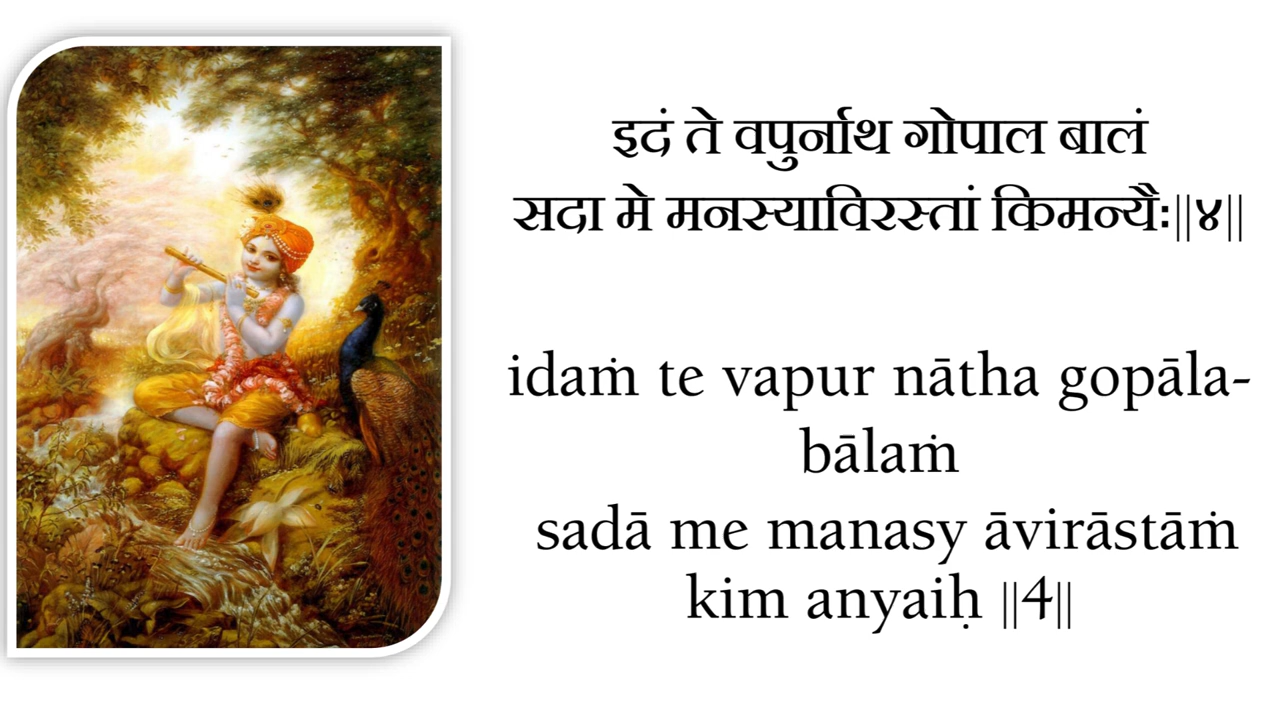 इदं ते वपुर्नाथ गोपाल बालं
सदा मे मनस्याविरस्तां किमन्यैः||४||
idaṁ te vapur nātha gopāla-
bālaṁ
sadā me manasy āvirāstāṁ
kim anyaiḥ ||4||